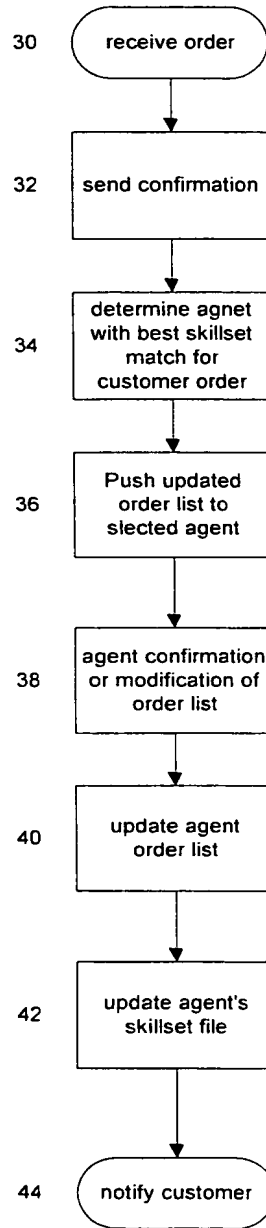 30 receive order
32 send confirmation
34 determine agnet
with best skillset
match for
customer order
36 Push updated
order list to
slected agent
38 agent confirmation
or modification of
order list
40 update agent
order list
42 update agent's
skillset file
44 notify customer